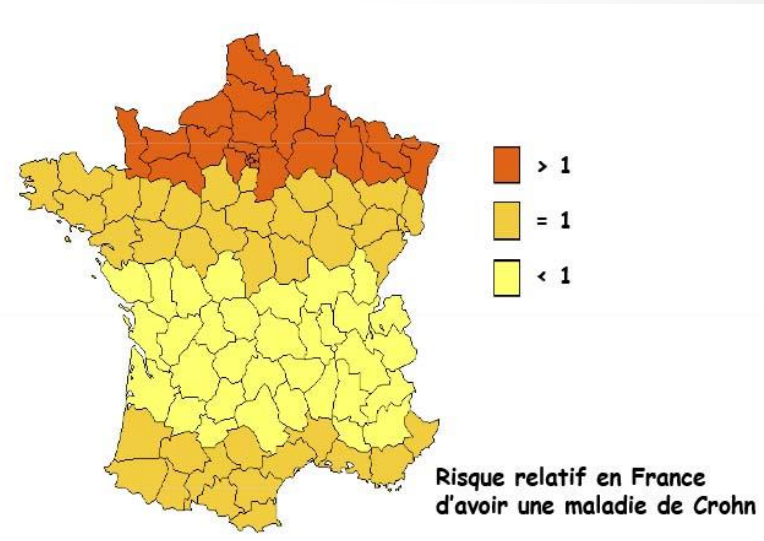 > 1
= 1
< 1
Risque relatif en France
d'avoir une maladie de Crohn